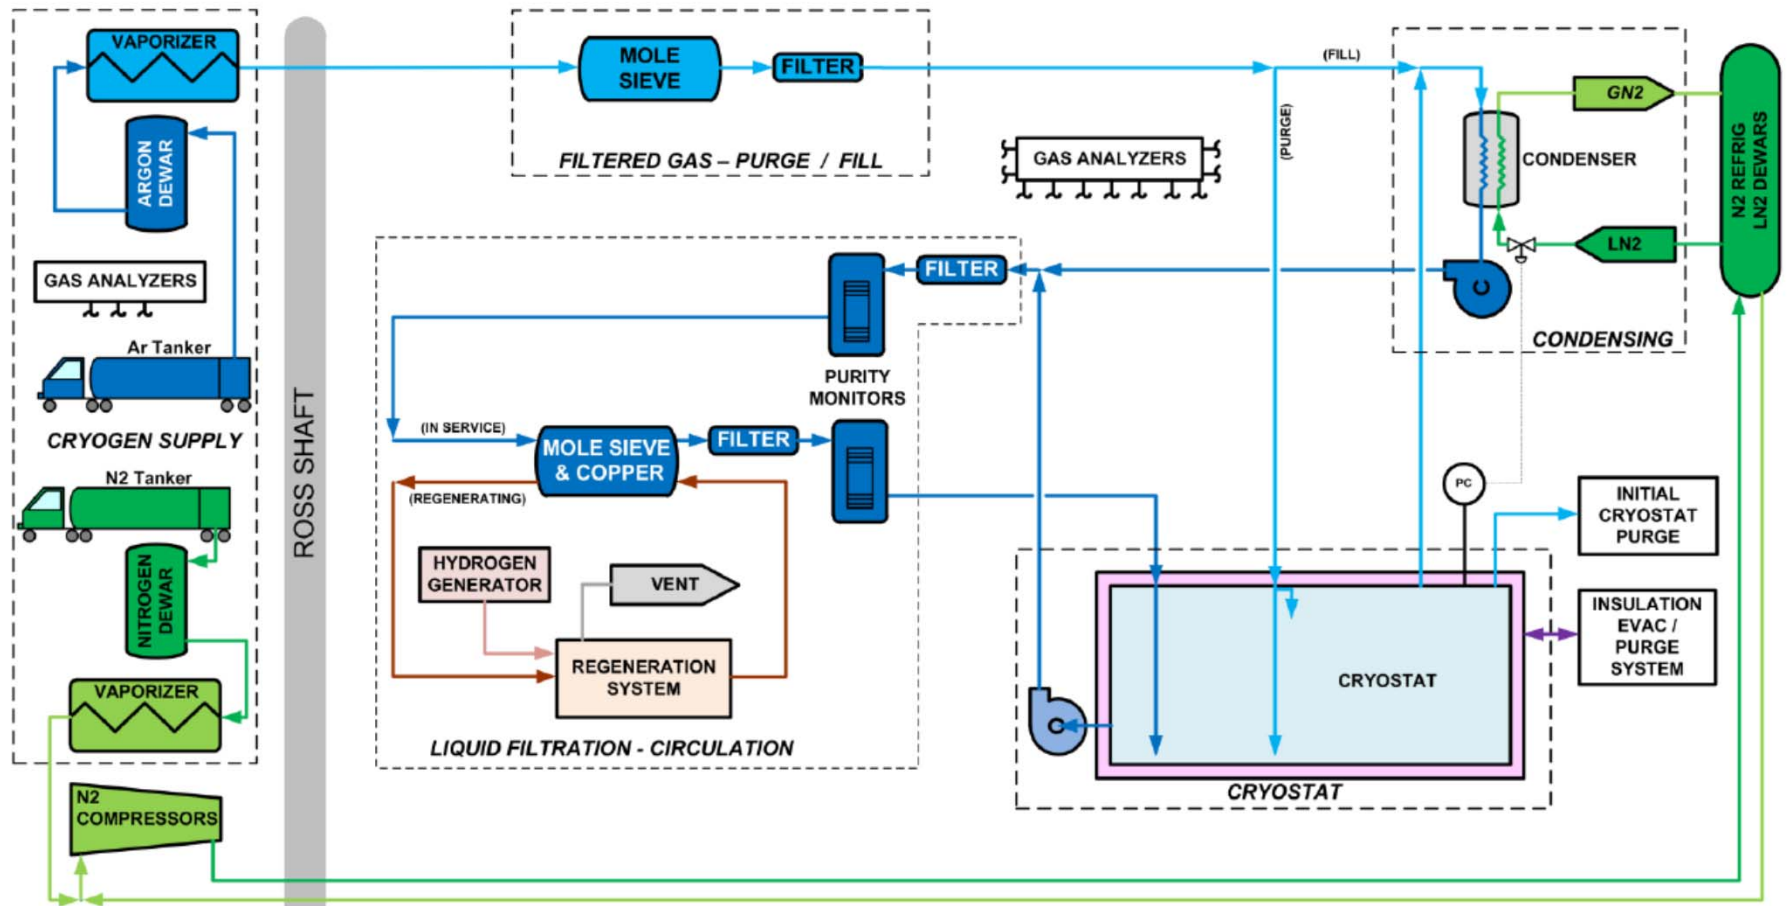 VAPORIZER
ARGON
DEWAR
GAS ANALYZERS
Ar Tanker
CRYOGEN SUPPLY
N2 Tanker
NITROGEN
DEWAR
VAPORIZER
N2
COMPRESSORS
ROSS SHAFT
MOLE
SIEVE
FILTER
FILTERED GAS – PURGE / FILL
GAS ANALYZERS
(PURGE)
(FILL)
GN2
CONDENSER
LN2
CONDENSING
N2 REFRIG
LN2 DEWARS
FILTER
PURITY
MONITORS
(IN SERVICE)
MOLE SIEVE
& COPPER
FILTER
(REGENERATING)
HYDROGEN
GENERATOR
VENT
REGENERATION
SYSTEM
LIQUID FILTRATION - CIRCULATION
PC
INITIAL
CRYOSTAT
PURGE
INSULATION
EVAC /
PURGE
SYSTEM
CRYOSTAT
CRYOSTAT